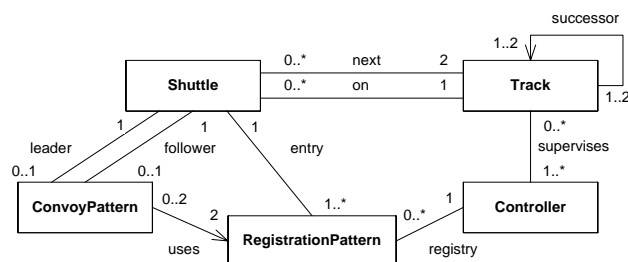 successor
1..2
0..* next 2
Shuttle
Track
0..* on 1
1..2
1
1
1
0..*
leader
follower
entry
supervises
0..1
0..1
1..*
ConvoyPattern
0..2
1..*
1
Controller
2
0..*
RegistrationPattern
uses
registry